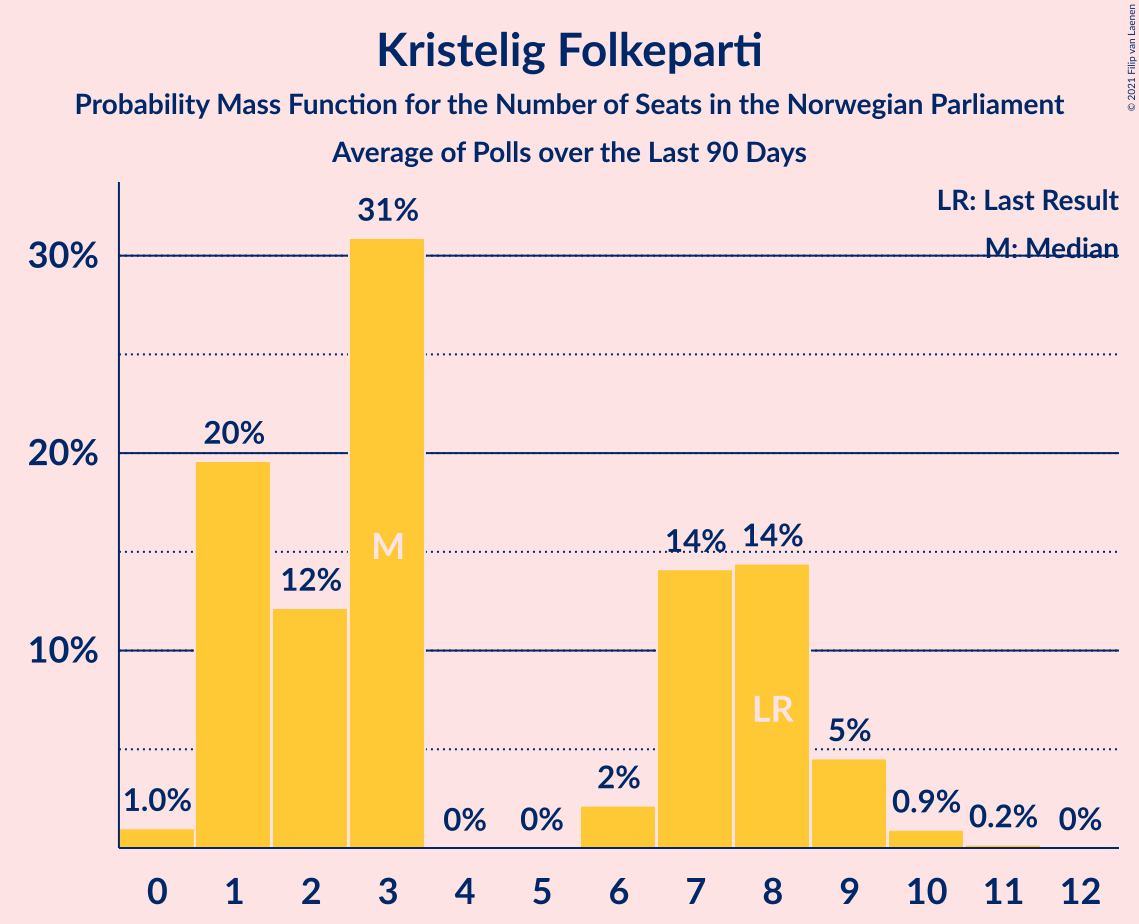 Kristelig Folkeparti
Probability Mass Function for the Number of Seats in the Norwegian Parliament
Average of Polls over the Last 90 Days
© 2021 Filip van Laenen
LR: Last Result
M: Median
30%
20%
10%
1.0%
20%
12%
31%
0%
0%
2%
14%
14%
5%
0.9%
0.2%
0%
M
LR
0 1 2 3 4 5 6 7 8 9 10 11 12